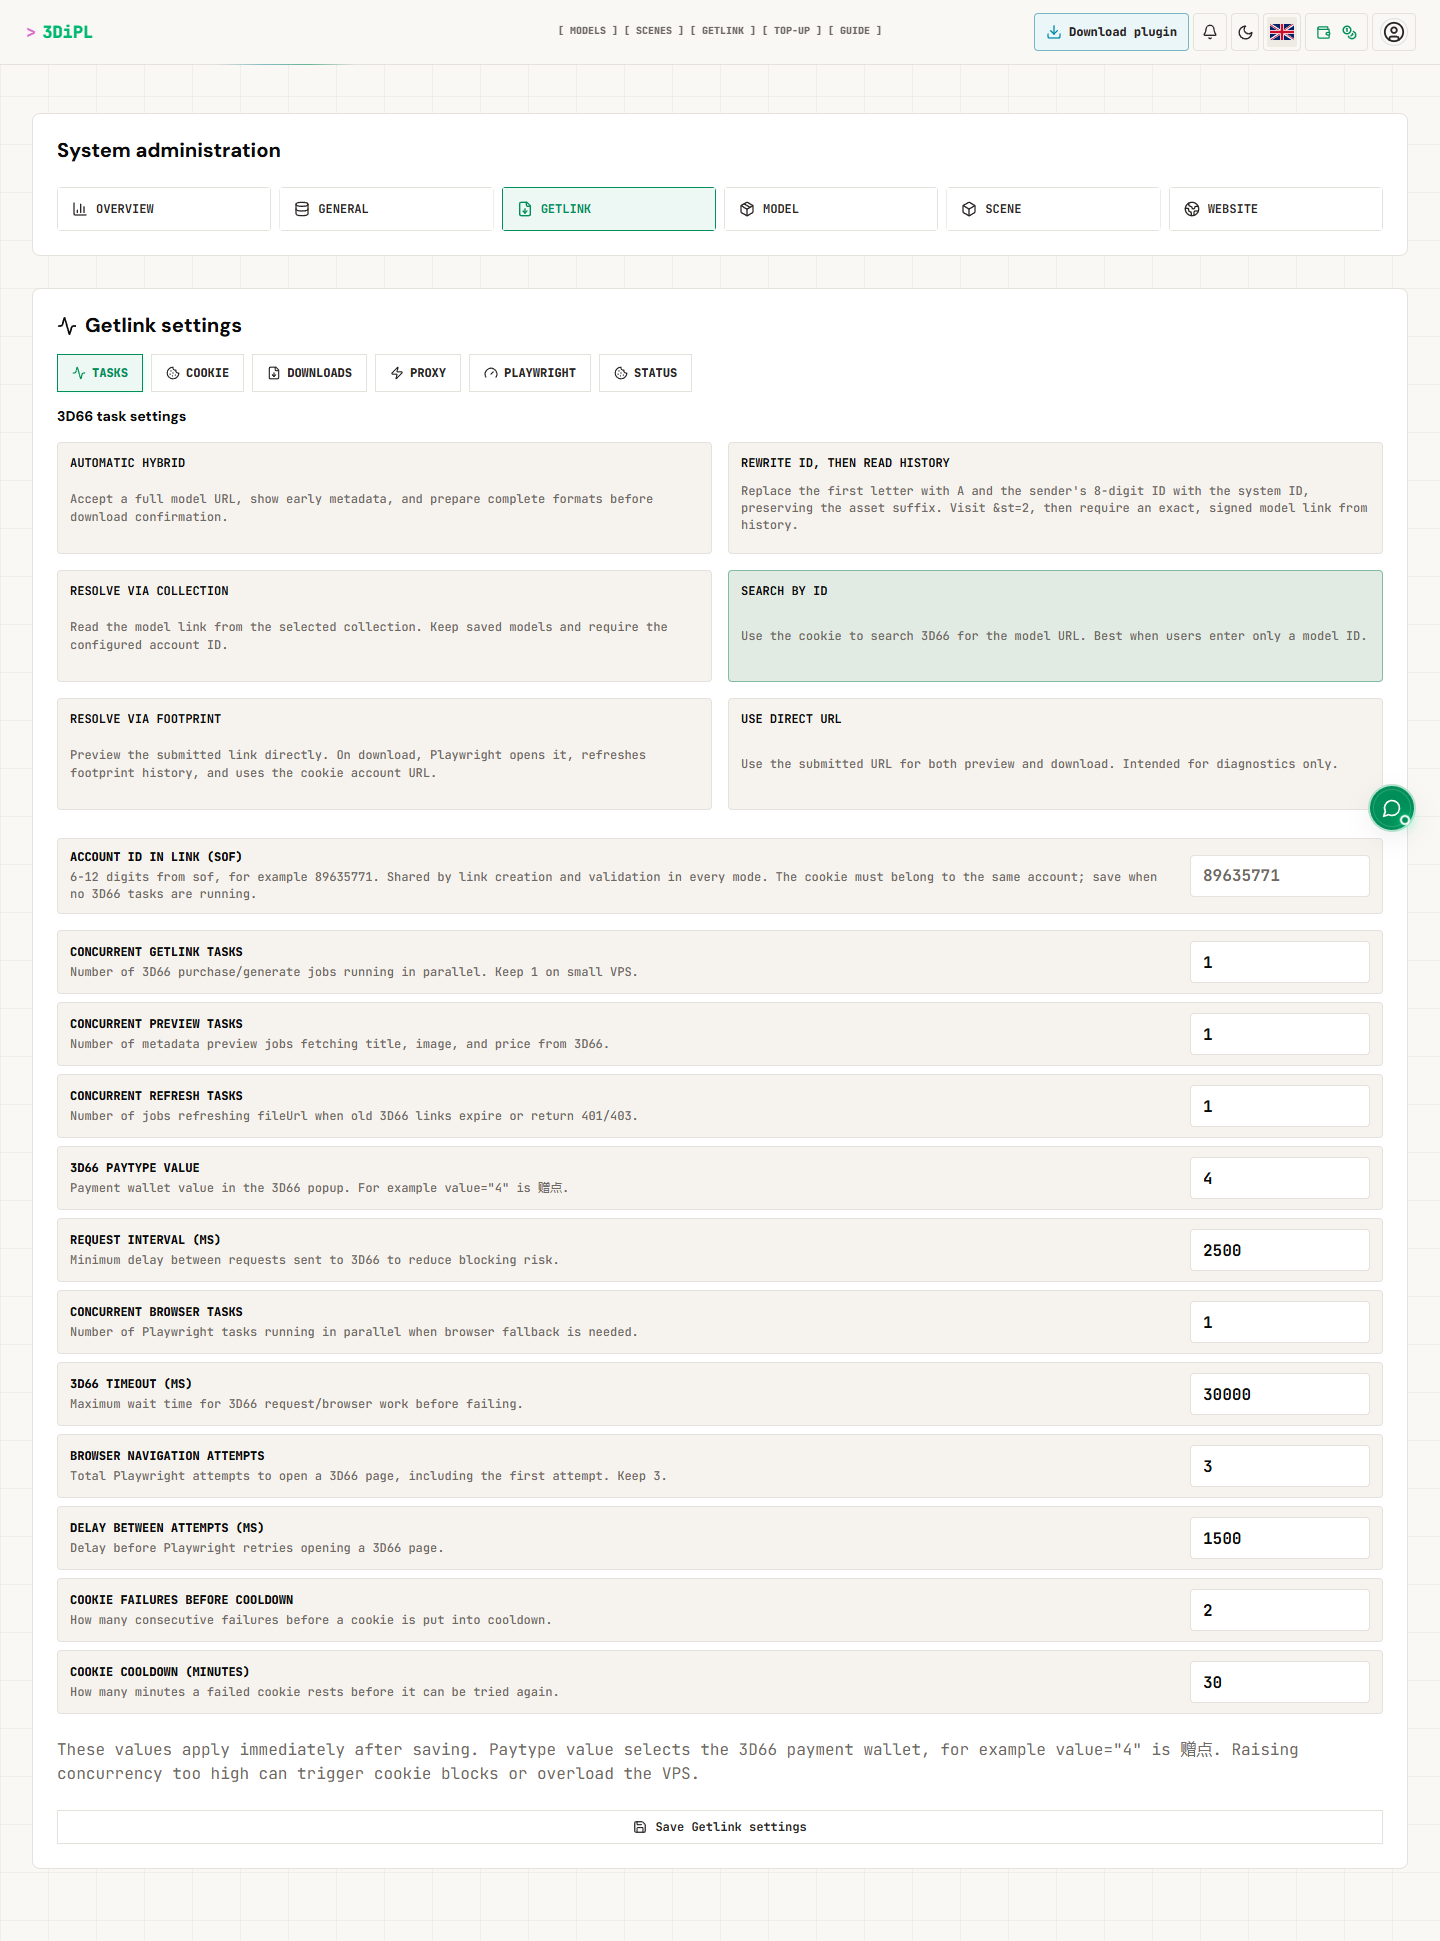 > 3DiPL
[ MODELS ] [ SCENES ] [ GETLINK ] [ TOP-UP ] [ GUIDE ]
Download plugin
System administration
OVERVIEW
GENERAL
GETLINK
MODEL
SCENE
WEBSITE
Getlink settings
TASKS
COOKIE
DOWNLOADS
PROXY
PLAYWRIGHT
STATUS
3D66 task settings
AUTOMATIC HYBRID
Accept a full model URL, show early metadata, and prepare complete formats before
download confirmation.
REWRITE ID, THEN READ HISTORY
Replace the first letter with A and the sender's 8-digit ID with the system ID,
preserving the asset suffix. Visit &st=2, then require an exact, signed model link from
history.
RESOLVE VIA COLLECTION
Read the model link from the selected collection. Keep saved models and require the
configured account ID.
SEARCH BY ID
Use the cookie to search 3D66 for the model URL. Best when users enter only a model ID.
RESOLVE VIA FOOTPRINT
Preview the submitted link directly. On download, Playwright opens it, refreshes
footprint history, and uses the cookie account URL.
USE DIRECT URL
Use the submitted URL for both preview and download. Intended for diagnostics only.
ACCOUNT ID IN LINK (SOF)
6-12 digits from sof, for example 89635771. Shared by link creation and validation in every mode. The cookie must belong to the same account; save when
no 3D66 tasks are running.
89635771
CONCURRENT GETLINK TASKS
Number of 3D66 purchase/generate jobs running in parallel. Keep 1 on small VPS.
1
CONCURRENT PREVIEW TASKS
Number of metadata preview jobs fetching title, image, and price from 3D66.
1
CONCURRENT REFRESH TASKS
Number of jobs refreshing fileUrl when old 3D66 links expire or return 401/403.
1
3D66 PAYTYPE VALUE
Payment wallet value in the 3D66 popup. For example value="4" is 赠点.
4
REQUEST INTERVAL (MS)
Minimum delay between requests sent to 3D66 to reduce blocking risk.
2500
CONCURRENT BROWSER TASKS
Number of Playwright tasks running in parallel when browser fallback is needed.
1
3D66 TIMEOUT (MS)
Maximum wait time for 3D66 request/browser work before failing.
30000
BROWSER NAVIGATION ATTEMPTS
Total Playwright attempts to open a 3D66 page, including the first attempt. Keep 3.
3
DELAY BETWEEN ATTEMPTS (MS)
Delay before Playwright retries opening a 3D66 page.
1500
COOKIE FAILURES BEFORE COOLDOWN
How many consecutive failures before a cookie is put into cooldown.
2
COOKIE COOLDOWN (MINUTES)
How many minutes a failed cookie rests before it can be tried again.
30
These values apply immediately after saving. Paytype value selects the 3D66 payment wallet, for example value="4" is 赠点. Raising
concurrency too high can trigger cookie blocks or overload the VPS.
Save Getlink settings